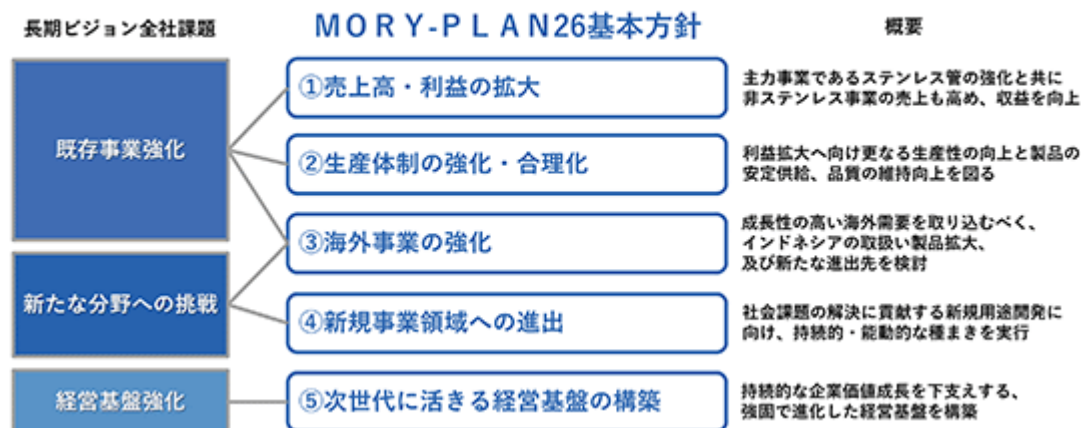 長期ビジョン全社課題
MORY-PLAN26基本方針
概要
既存事業強化
①売上高・利益の拡大
主力事業であるステンレス管の強化と共に
非ステンレス事業の売上も高め、収益を向上
②生産体制の強化・合理化
利益拡大へ向け更なる生産性の向上と製品の
安定供給、品質の維持向上を図る
③海外事業の強化
成長性の高い海外需要を取り込むべく、
インドネシアの取扱い製品拡大、
及び新たな進出先を検討
新たな分野への挑戦
④新規事業領域への進出
社会課題の解決に貢献する新規用途開発に
向け、持続的・能動的な種まきを実行
経営基盤強化
⑤次世代に活きる経営基盤の構築
持続的な企業価値成長を下支えする、
強固で進化した経営基盤を構築